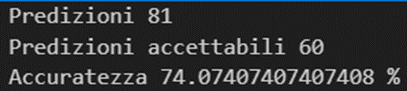 Predizioni 81
Predizioni accettabili 60
Accuratezza 74.07407407407408 %